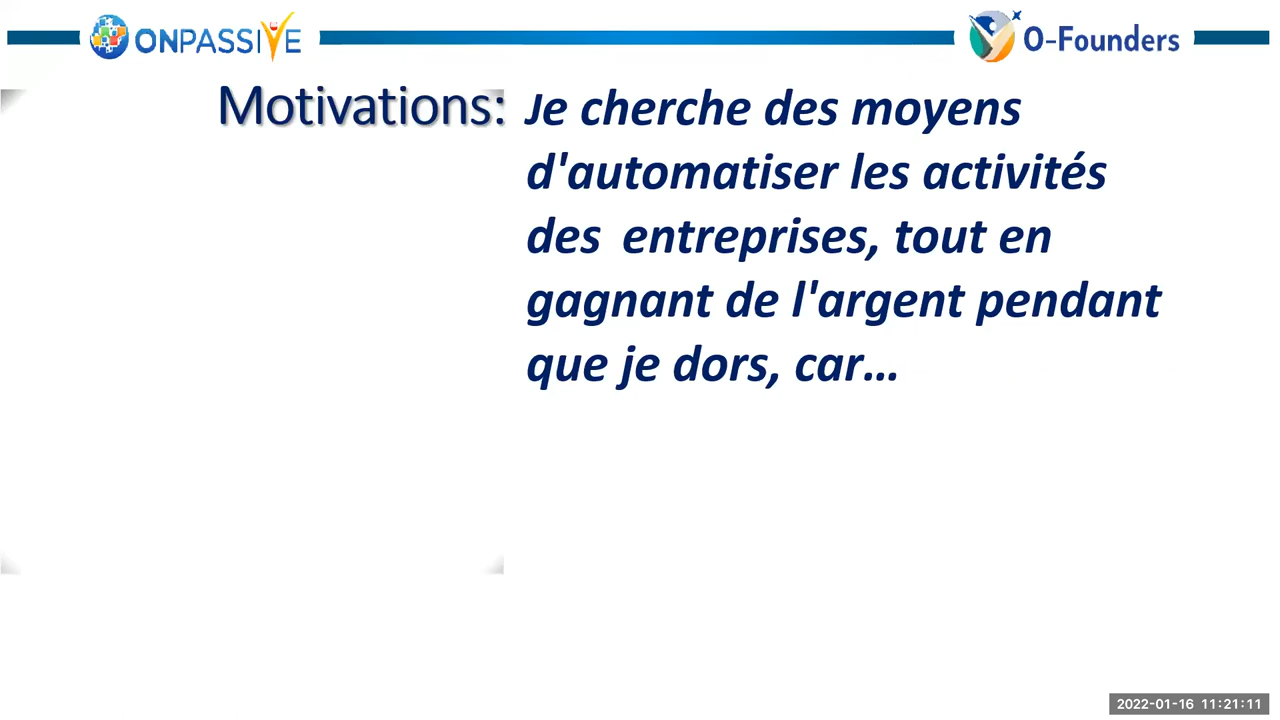 ONPASSIVE
O-Founders
Motivations: Je cherche des moyens
d'automatiser les activités
des entreprises, tout en
gagnant de l'argent pendant
que je dors, car...
2022-01-16 11:21:11